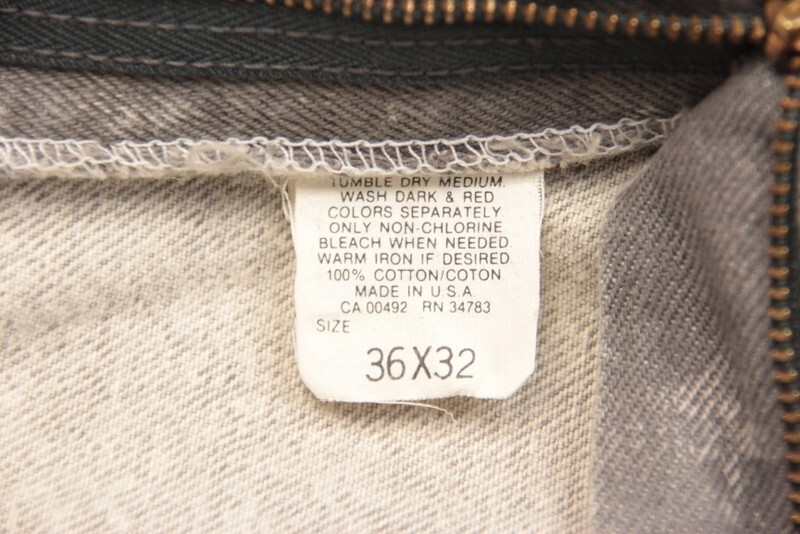 TUMBLE DRY MEDIUM.
WASH DARK & RED
COLORS SEPARATELY
ONLY NON-CHLORINE
BLEACH WHEN NEEDED.
WARM IRON IF DESIRED.
100% COTTON/COTON
MADE IN U.S.A.
CA 00492 RN 34783
SIZE
36X32